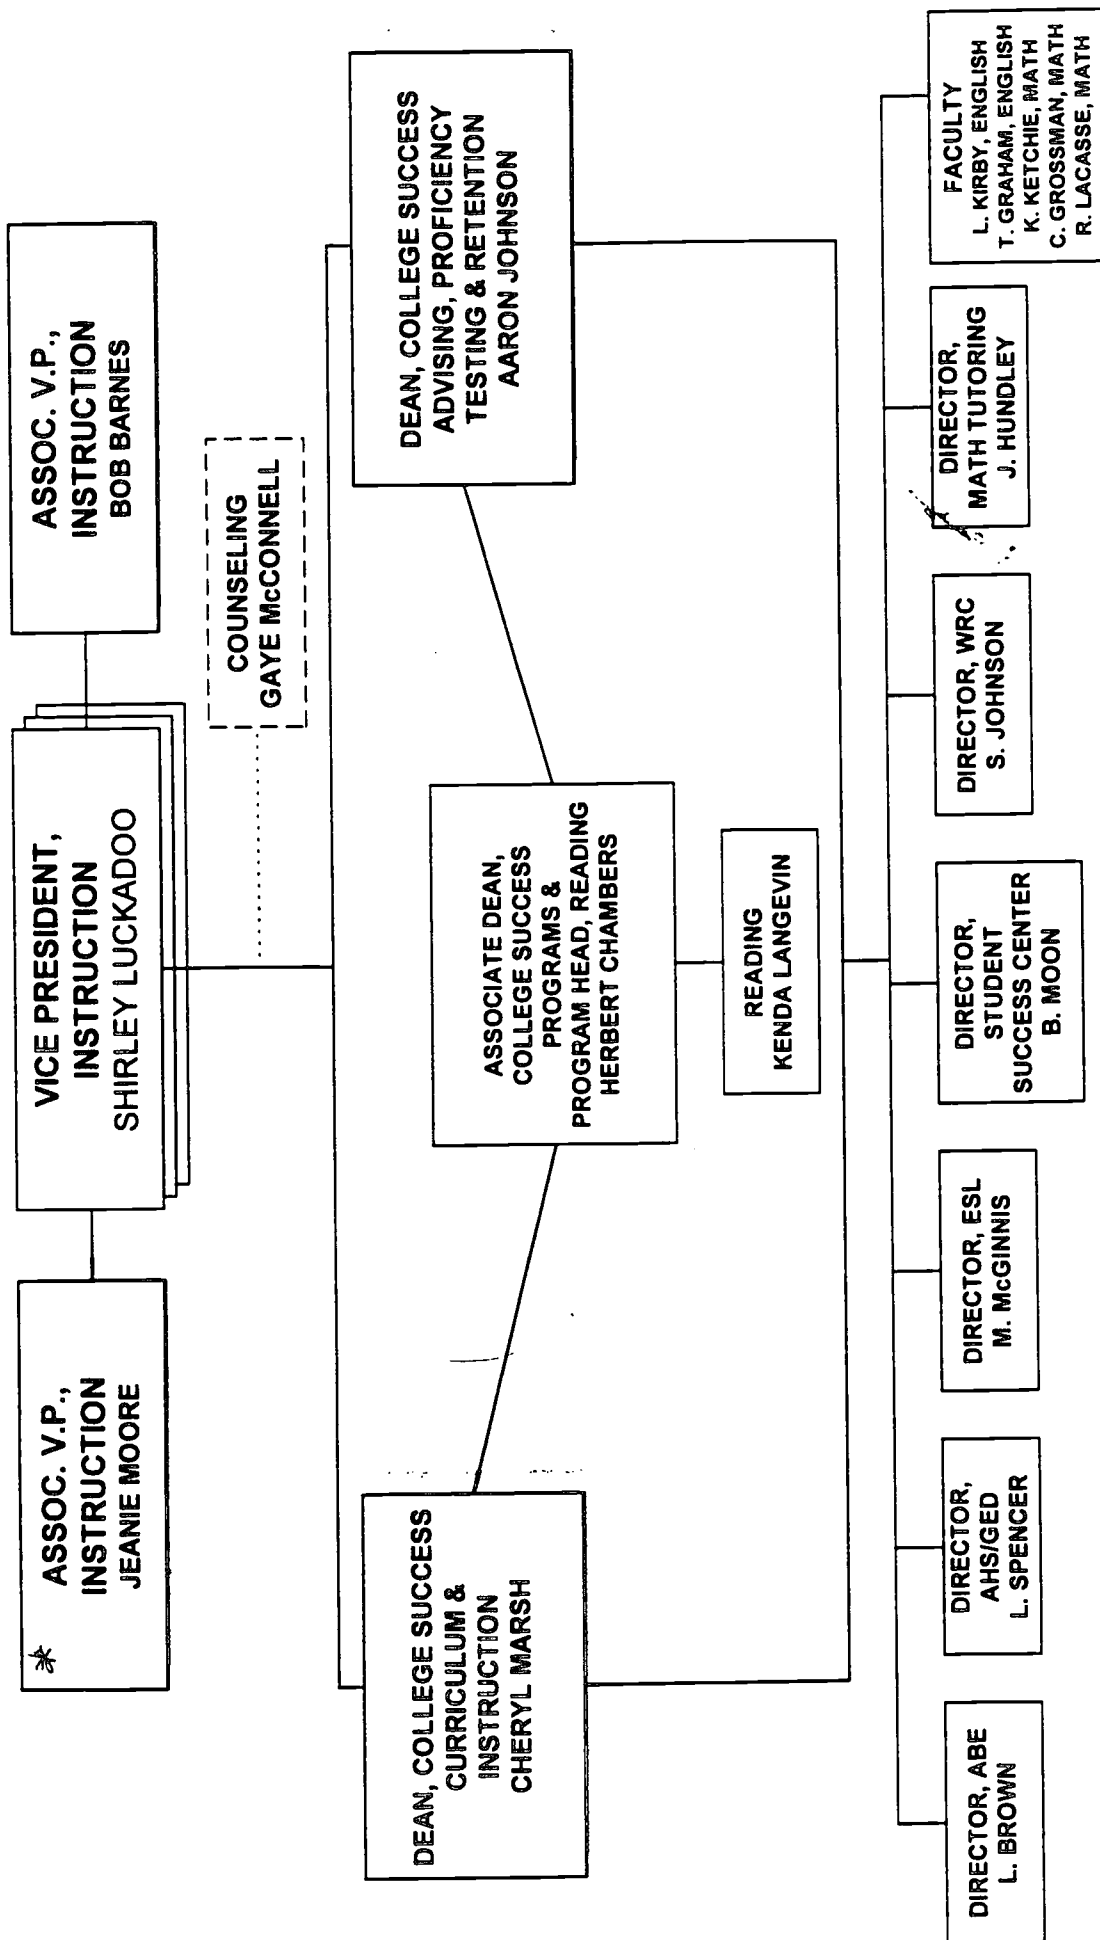 *
ASSOC. V.P.,
INSTRUCTION
JEANIE MOORE
VICE PRESIDENT,
INSTRUCTION
SHIRLEY LUCKADOO
ASSOC. V.P.,
INSTRUCTION
BOB BARNES
COUNSELING
GAYE McCONNELL
DEAN, COLLEGE SUCCESS
CURRICULUM &
INSTRUCTION
CHERYL MARSH
ASSOCIATE DEAN,
COLLEGE SUCCESS
PROGRAMS &
PROGRAM HEAD, READING
HERBERT CHAMBERS
DEAN, COLLEGE SUCCESS
ADVISING, PROFICIENCY
TESTING & RETENTION
AARON JOHNSON
READING
KENDA LANGEVIN
DIRECTOR, ABE
L. BROWN
DIRECTOR,
AHS/GED
L. SPENCER
DIRECTOR, ESL
M. McGINNIS
DIRECTOR,
STUDENT
SUCCESS CENTER
B. MOON
DIRECTOR, WRC
S. JOHNSON
DIRECTOR,
MATH TUTORING
J. HUNDLEY
FACULTY
L. KIRBY, ENGLISH
T. GRAHAM, ENGLISH
K. KETCHIE, MATH
C. GROSSMAN, MATH
R. LACASSE, MATH